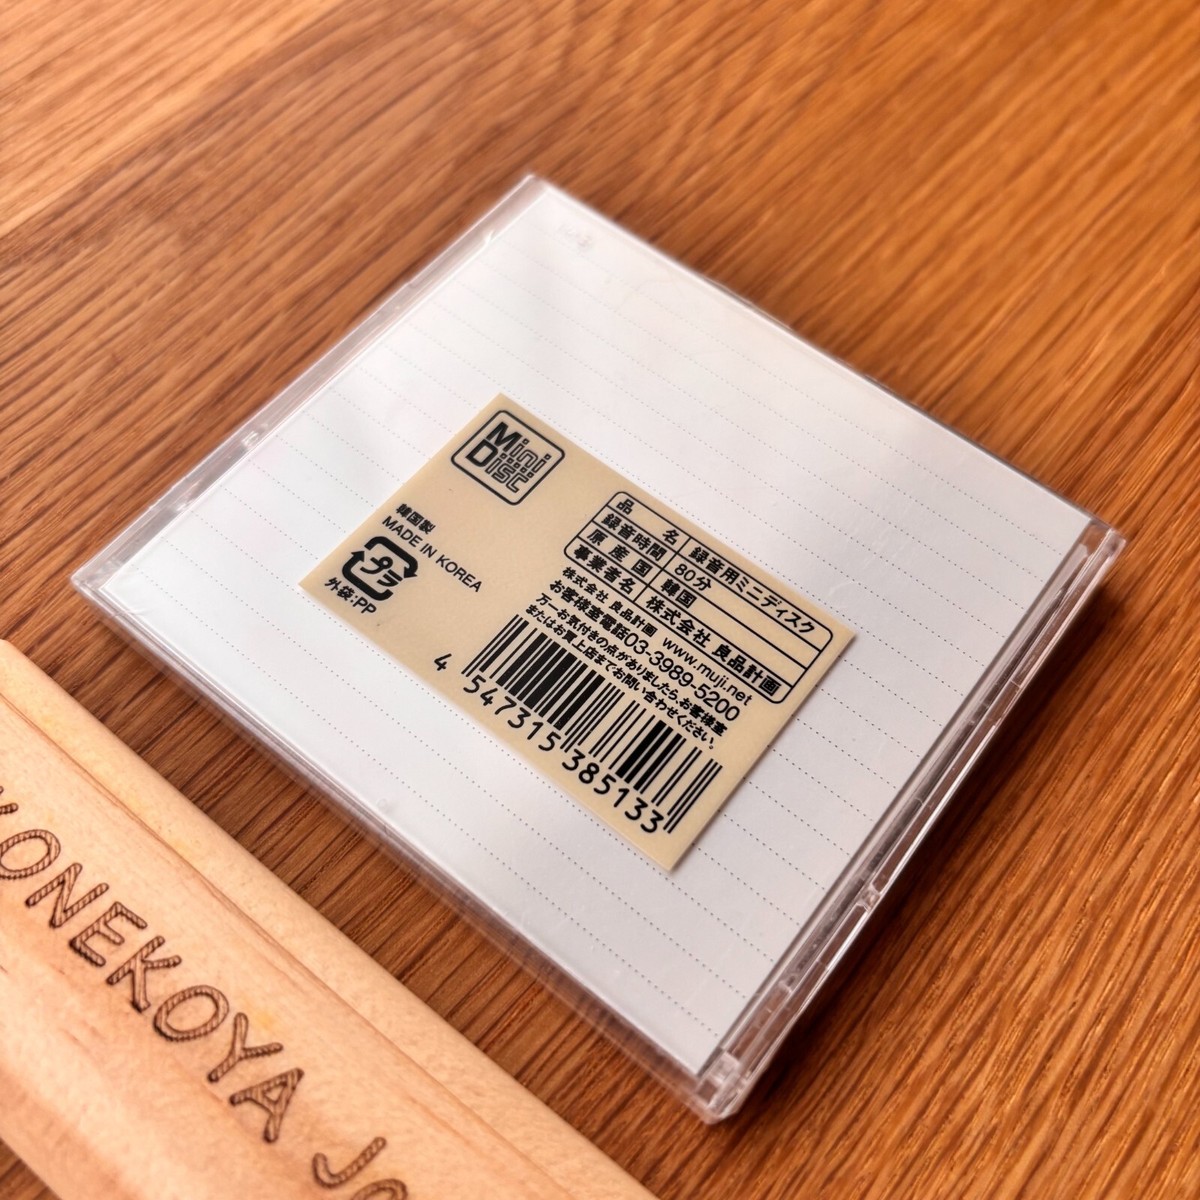 Mini
Disc
韓国製
MADE IN KOREA
プラ
外袋:PP
品　名　録音用ミニディスク
録音時間　80分
原産国　韓国
事業者名　株式会社 良品計画
株式会社 良品計画　www.muji.net
お客様室電話03-3989-5200
万一お気付きの点がありましたら、お客様室
またはお買上店までお問い合わせください。
4 547315 385133
KONEKOYA